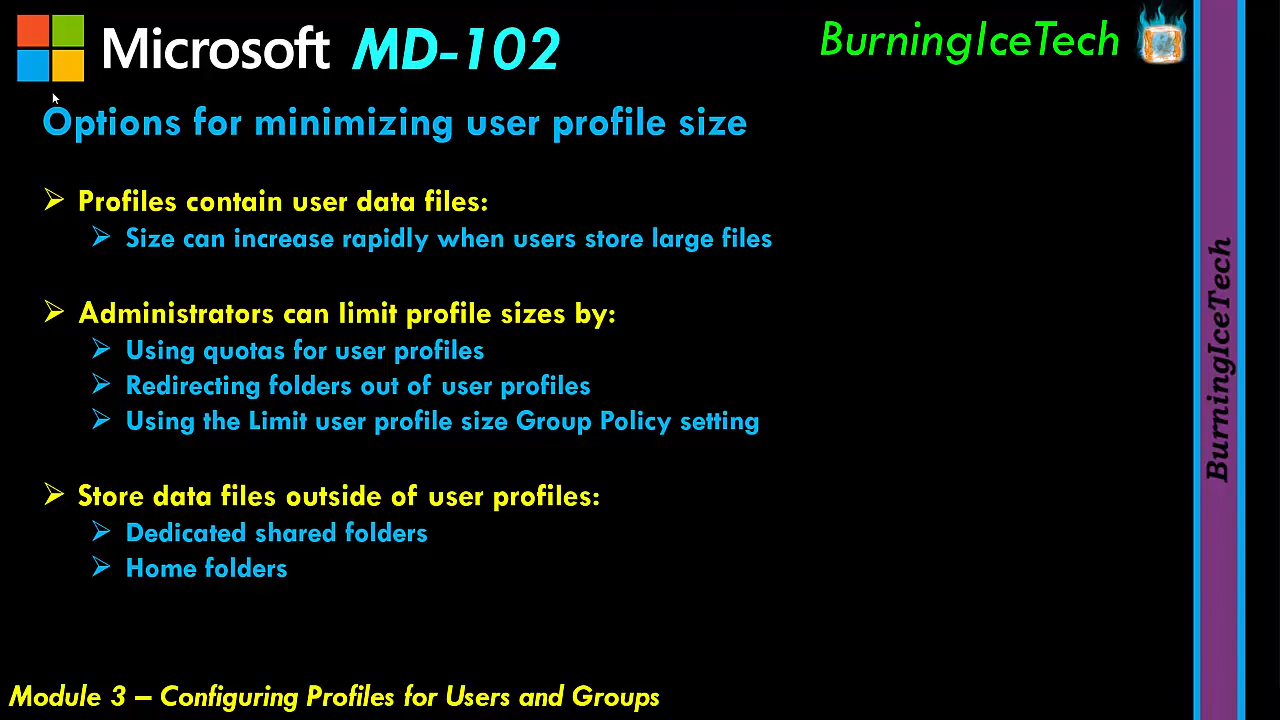 Microsoft MD-102
BurningIceTech
Options for minimizing user profile size
Profiles contain user data files:
Size can increase rapidly when users store large files
Administrators can limit profile sizes by:
Using quotas for user profiles
Redirecting folders out of user profiles
Using the Limit user profile size Group Policy setting
Store data files outside of user profiles:
Dedicated shared folders
Home folders
Module 3 – Configuring Profiles for Users and Groups
BurningIceTech